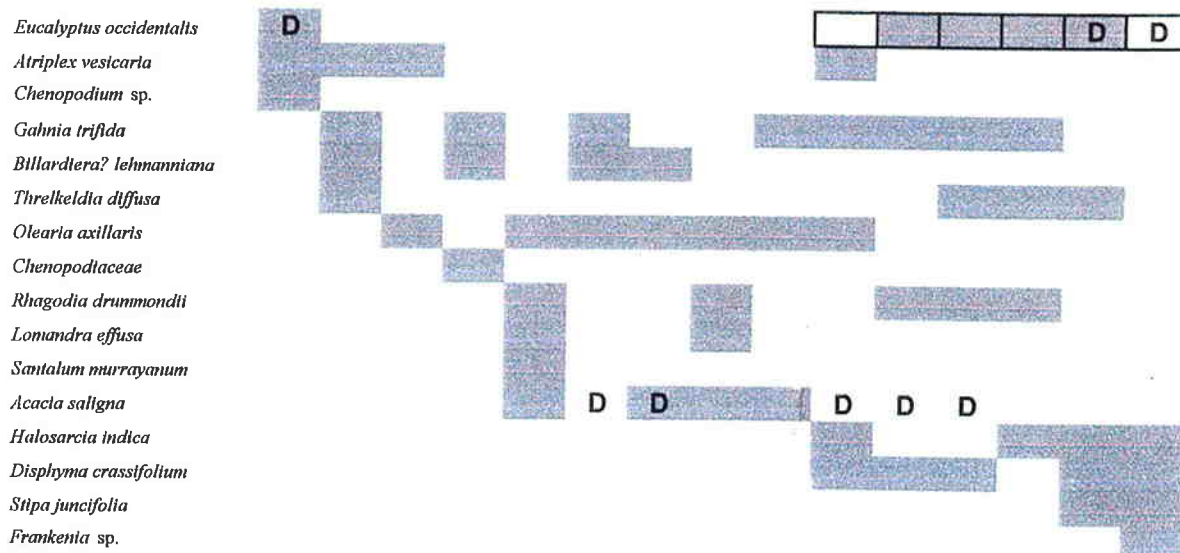 Eucalyptus occidentalis D D D
Atriplex vesicaria
Chenopodium sp.
Gahnia trifida
Billardiera? lehmanniana
Threlkeldia diffusa
Olearia axillaris
Chenopodiaceae
Rhagodia drummondii
Lomandra effusa
Santalum murrayanum
Acacia saligna D D D D D
Halosarcia indica
Disphyma crassifolium
Stipa juncifolia
Frankenia sp.